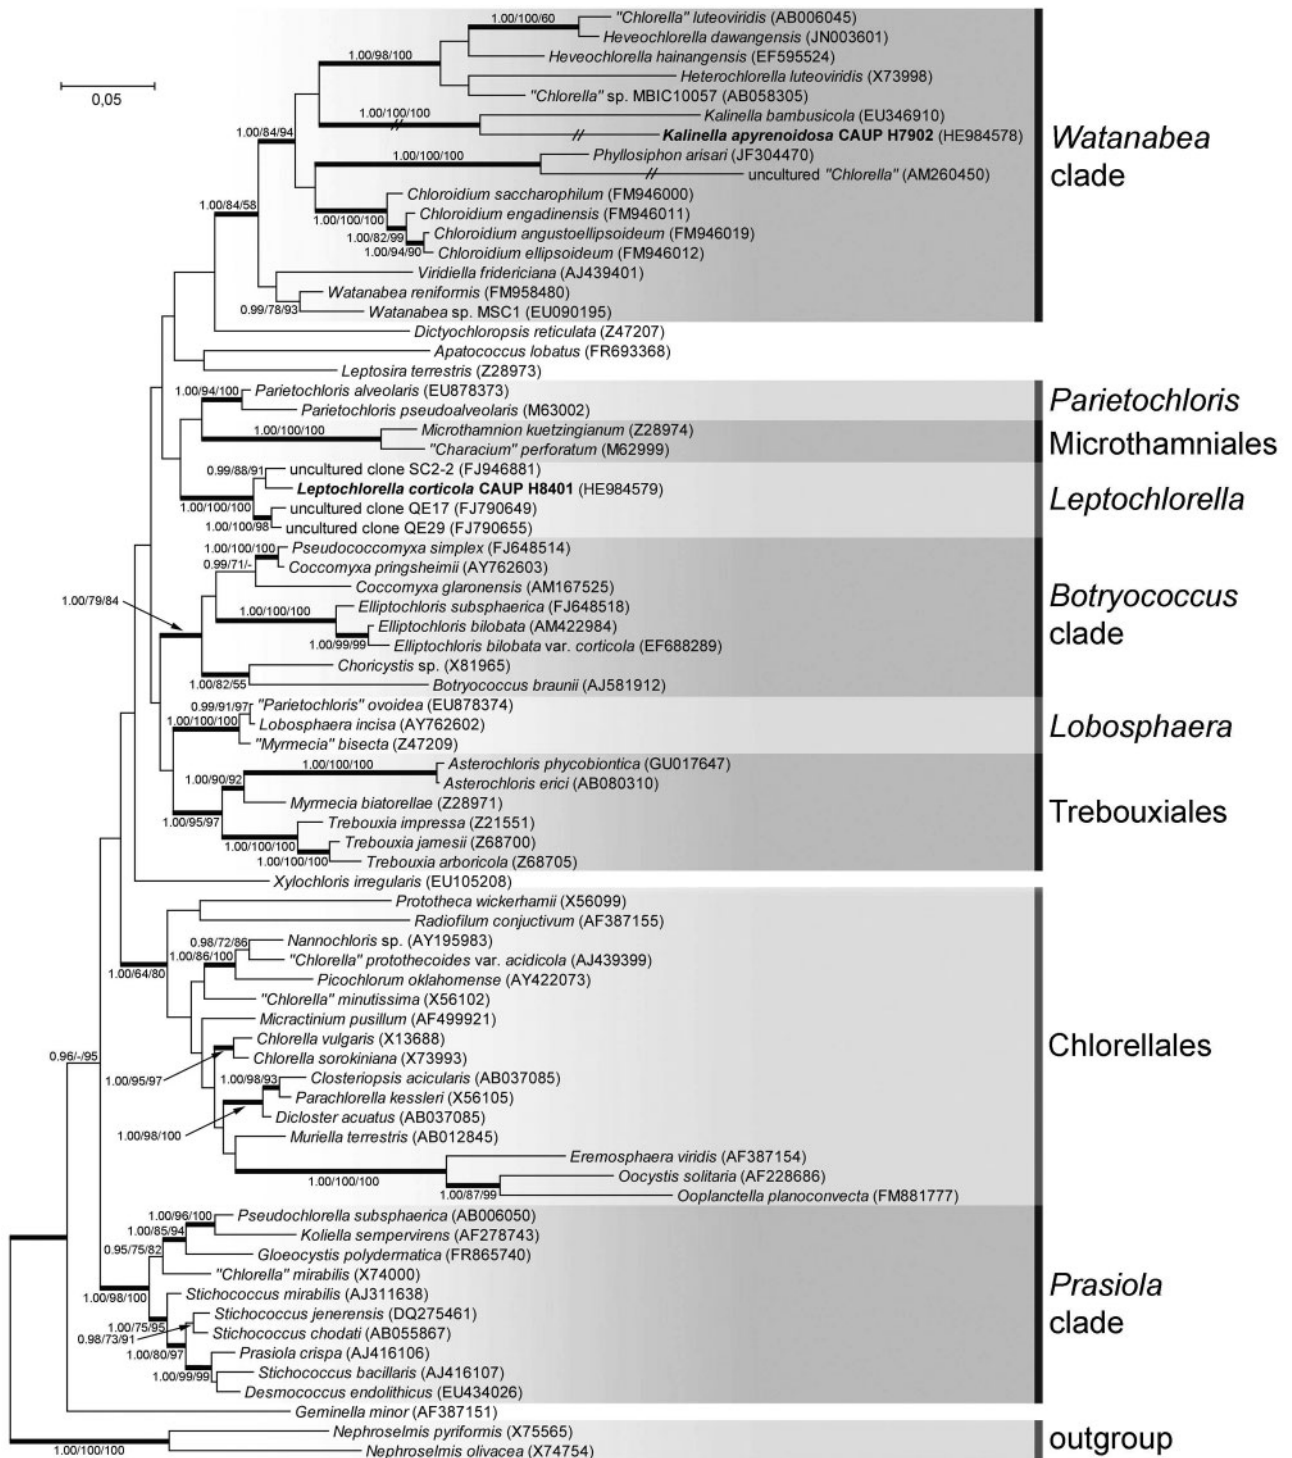 1.00/100/60
"Chlorella" luteoviridis (AB006045)
Heveochlorella dawangensis (JN003601)
1.00/98/100
Heveochlorella hainangensis (EF595524)
Heterochlorella luteoviridis (X73998)
0,05
"Chlorella" sp. MBIC10057 (AB058305)
1.00/100/100
Kalinella bambusicola (EU346910)
1.00/84/94
Kalinella apyrenoidosa CAUP H7902 (HE984578)
Watanabea
clade
1.00/100/100
Phyllosiphon arisari (JF304470)
uncultured "Chlorella" (AM260450)
Chloroidium saccharophilum (FM946000)
1.00/84/58
1.00/100/100
Chloroidium engadinensis (FM946011)
1.00/82/99
Chloroidium angustoellipsoideum (FM946019)
1.00/94/90
Chloroidium ellipsoideum (FM946012)
Viridiella fridericiana (AJ439401)
Watanabea reniformis (FM958480)
0.99/78/93
Watanabea sp. MSC1 (EU090195)
Dictyochloropsis reticulata (Z47207)
Apatococcus lobatus (FR693368)
Leptosira terrestris (Z28973)
1.00/94/100
Parietochloris alveolaris (EU878373)
Parietochloris pseudoalveolaris (M63002)
Parietochloris
1.00/100/100
Microthamnion kuetzingianum (Z28974)
"Characium" perforatum (M62999)
Microthamniales
0.99/88/91
uncultured clone SC2-2 (FJ946881)
Leptochlorella corticola CAUP H8401 (HE984579)
1.00/100/100
uncultured clone QE17 (FJ790649)
1.00/100/98
uncultured clone QE29 (FJ790655)
Leptochlorella
1.00/100/100
Pseudococcomyxa simplex (FJ648514)
0.99/71/-
Coccomyxa pringsheimii (AY762603)
Coccomyxa glaronensis (AM167525)
1.00/79/84
1.00/100/100
Elliptochloris subsphaerica (FJ648518)
Elliptochloris bilobata (AM422984)
1.00/99/99
Elliptochloris bilobata var. corticola (EF688289)
Botryococcus
clade
Choricystis sp. (X81965)
1.00/82/55
Botryococcus braunii (AJ581912)
0.99/91/97
"Parietochloris" ovoidea (EU878374)
1.00/100/100
Lobosphaera incisa (AY762602)
"Myrmecia" bisecta (Z47209)
Lobosphaera
1.00/100/100
Asterochloris phycobiontica (GU017647)
1.00/90/92
Asterochloris erici (AB080310)
Myrmecia biatorellae (Z28971)
1.00/95/97
Trebouxia impressa (Z21551)
1.00/100/100
Trebouxia jamesii (Z68700)
1.00/100/100
Trebouxia arboricola (Z68705)
Trebouxiales
Xylochloris irregularis (EU105208)
Prototheca wickerhamii (X56099)
Radiofilum conjuctivum (AF387155)
0.98/72/86
Nannochloris sp. (AY195983)
1.00/86/100
"Chlorella" protothecoides var. acidicola (AJ439399)
1.00/64/80
Picochlorum oklahomense (AY422073)
"Chlorella" minutissima (X56102)
Micractinium pusillum (AF499921)
Chlorella vulgaris (X13688)
0.96/-/95
Chlorella sorokiniana (X73993)
1.00/95/97
1.00/98/93
Closteriopsis acicularis (AB037085)
Parachlorella kessleri (X56105)
Dicloster acuatus (AB037085)
1.00/98/100
Muriella terrestris (AB012845)
Eremosphaera viridis (AF387154)
1.00/100/100
Oocystis solitaria (AF228686)
1.00/87/99
Ooplanctella planoconvecta (FM881777)
Chlorellales
1.00/96/100
Pseudochlorella subsphaerica (AB006050)
1.00/85/94
Koliella sempervirens (AF278743)
0.95/75/82
Gloeocystis polydermatica (FR865740)
"Chlorella" mirabilis (X74000)
1.00/98/100
Stichococcus mirabilis (AJ311638)
Stichococcus jenerensis (DQ275461)
1.00/75/95
0.98/73/91
Stichococcus chodati (AB055867)
1.00/80/97
Prasiola crispa (AJ416106)
1.00/99/99
Stichococcus bacillaris (AJ416107)
Desmococcus endolithicus (EU434026)
Prasiola
clade
Geminella minor (AF387151)
Nephroselmis pyriformis (X75565)
1.00/100/100
Nephroselmis olivacea (X74754)
outgroup